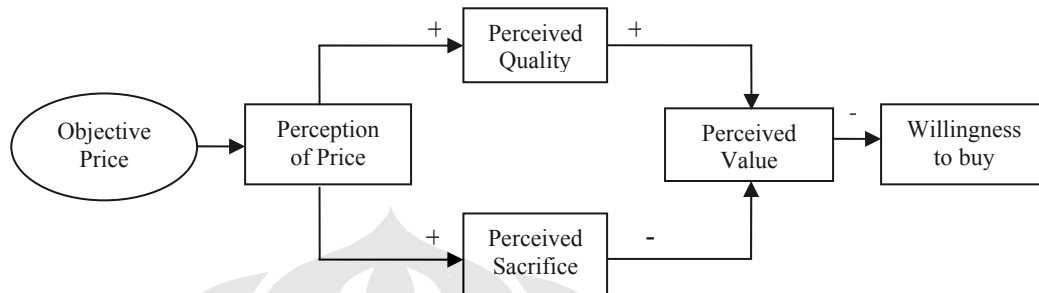 Objective
Price
Perception
of Price
+
Perceived
Quality
+
+
Perceived
Sacrifice
-
Perceived
Value
-
Willingness
to buy